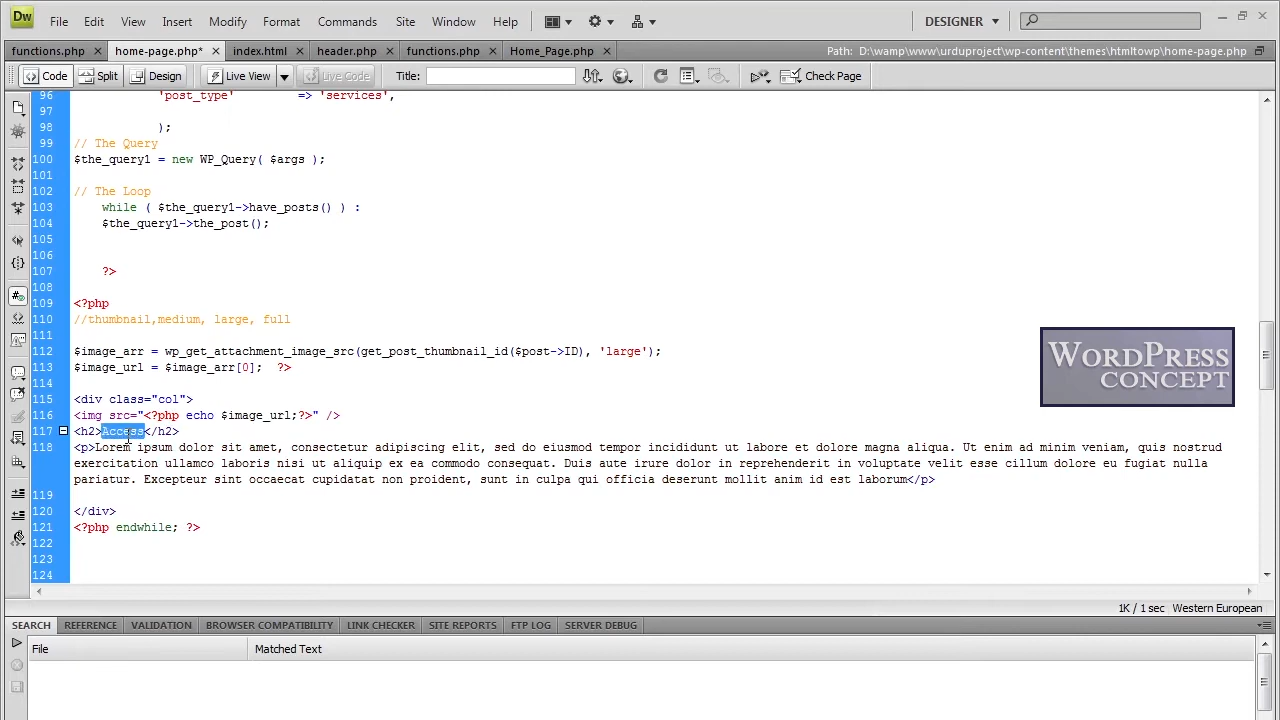 Dw File Edit View Insert Modify Format Commands Site Window Help DESIGNER
functions.php home-page.php* index.html header.php functions.php Home_Page.php Path: D:\wamp\www\urduproject\wp-content\themes\htmltowp\home-page.php
Code Split Design Live View Live Code Title: Check Page
96 'post_type' => 'services',
97
98 );
99 // The Query
100 $the_query1 = new WP_Query( $args );
101
102 // The Loop
103 while ( $the_query1->have_posts() ) :
104 $the_query1->the_post();
105
106
107 ?>
108
109 <?php
110 //thumbnail,medium, large, full
111
112 $image_arr = wp_get_attachment_image_src(get_post_thumbnail_id($post->ID), 'large');
113 $image_url = $image_arr[0]; ?>
114
115 <div class="col">
116 <img src="<?php echo $image_url;?>" />
117 <h2>Access</h2>
118 <p>Lorem ipsum dolor sit amet, consectetur adipiscing elit, sed do eiusmod tempor incididunt ut labore et dolore magna aliqua. Ut enim ad minim veniam, quis nostrud
exercitation ullamco laboris nisi ut aliquip ex ea commodo consequat. Duis aute irure dolor in reprehenderit in voluptate velit esse cillum dolore eu fugiat nulla
pariatur. Excepteur sint occaecat cupidatat non proident, sunt in culpa qui officia deserunt mollit anim id est laborum</p>
119
120 </div>
121 <?php endwhile; ?>
122
123
124
WORDPRESS
CONCEPT
1K / 1 sec Western European
SEARCH REFERENCE VALIDATION BROWSER COMPATIBILITY LINK CHECKER SITE REPORTS FTP LOG SERVER DEBUG
File Matched Text